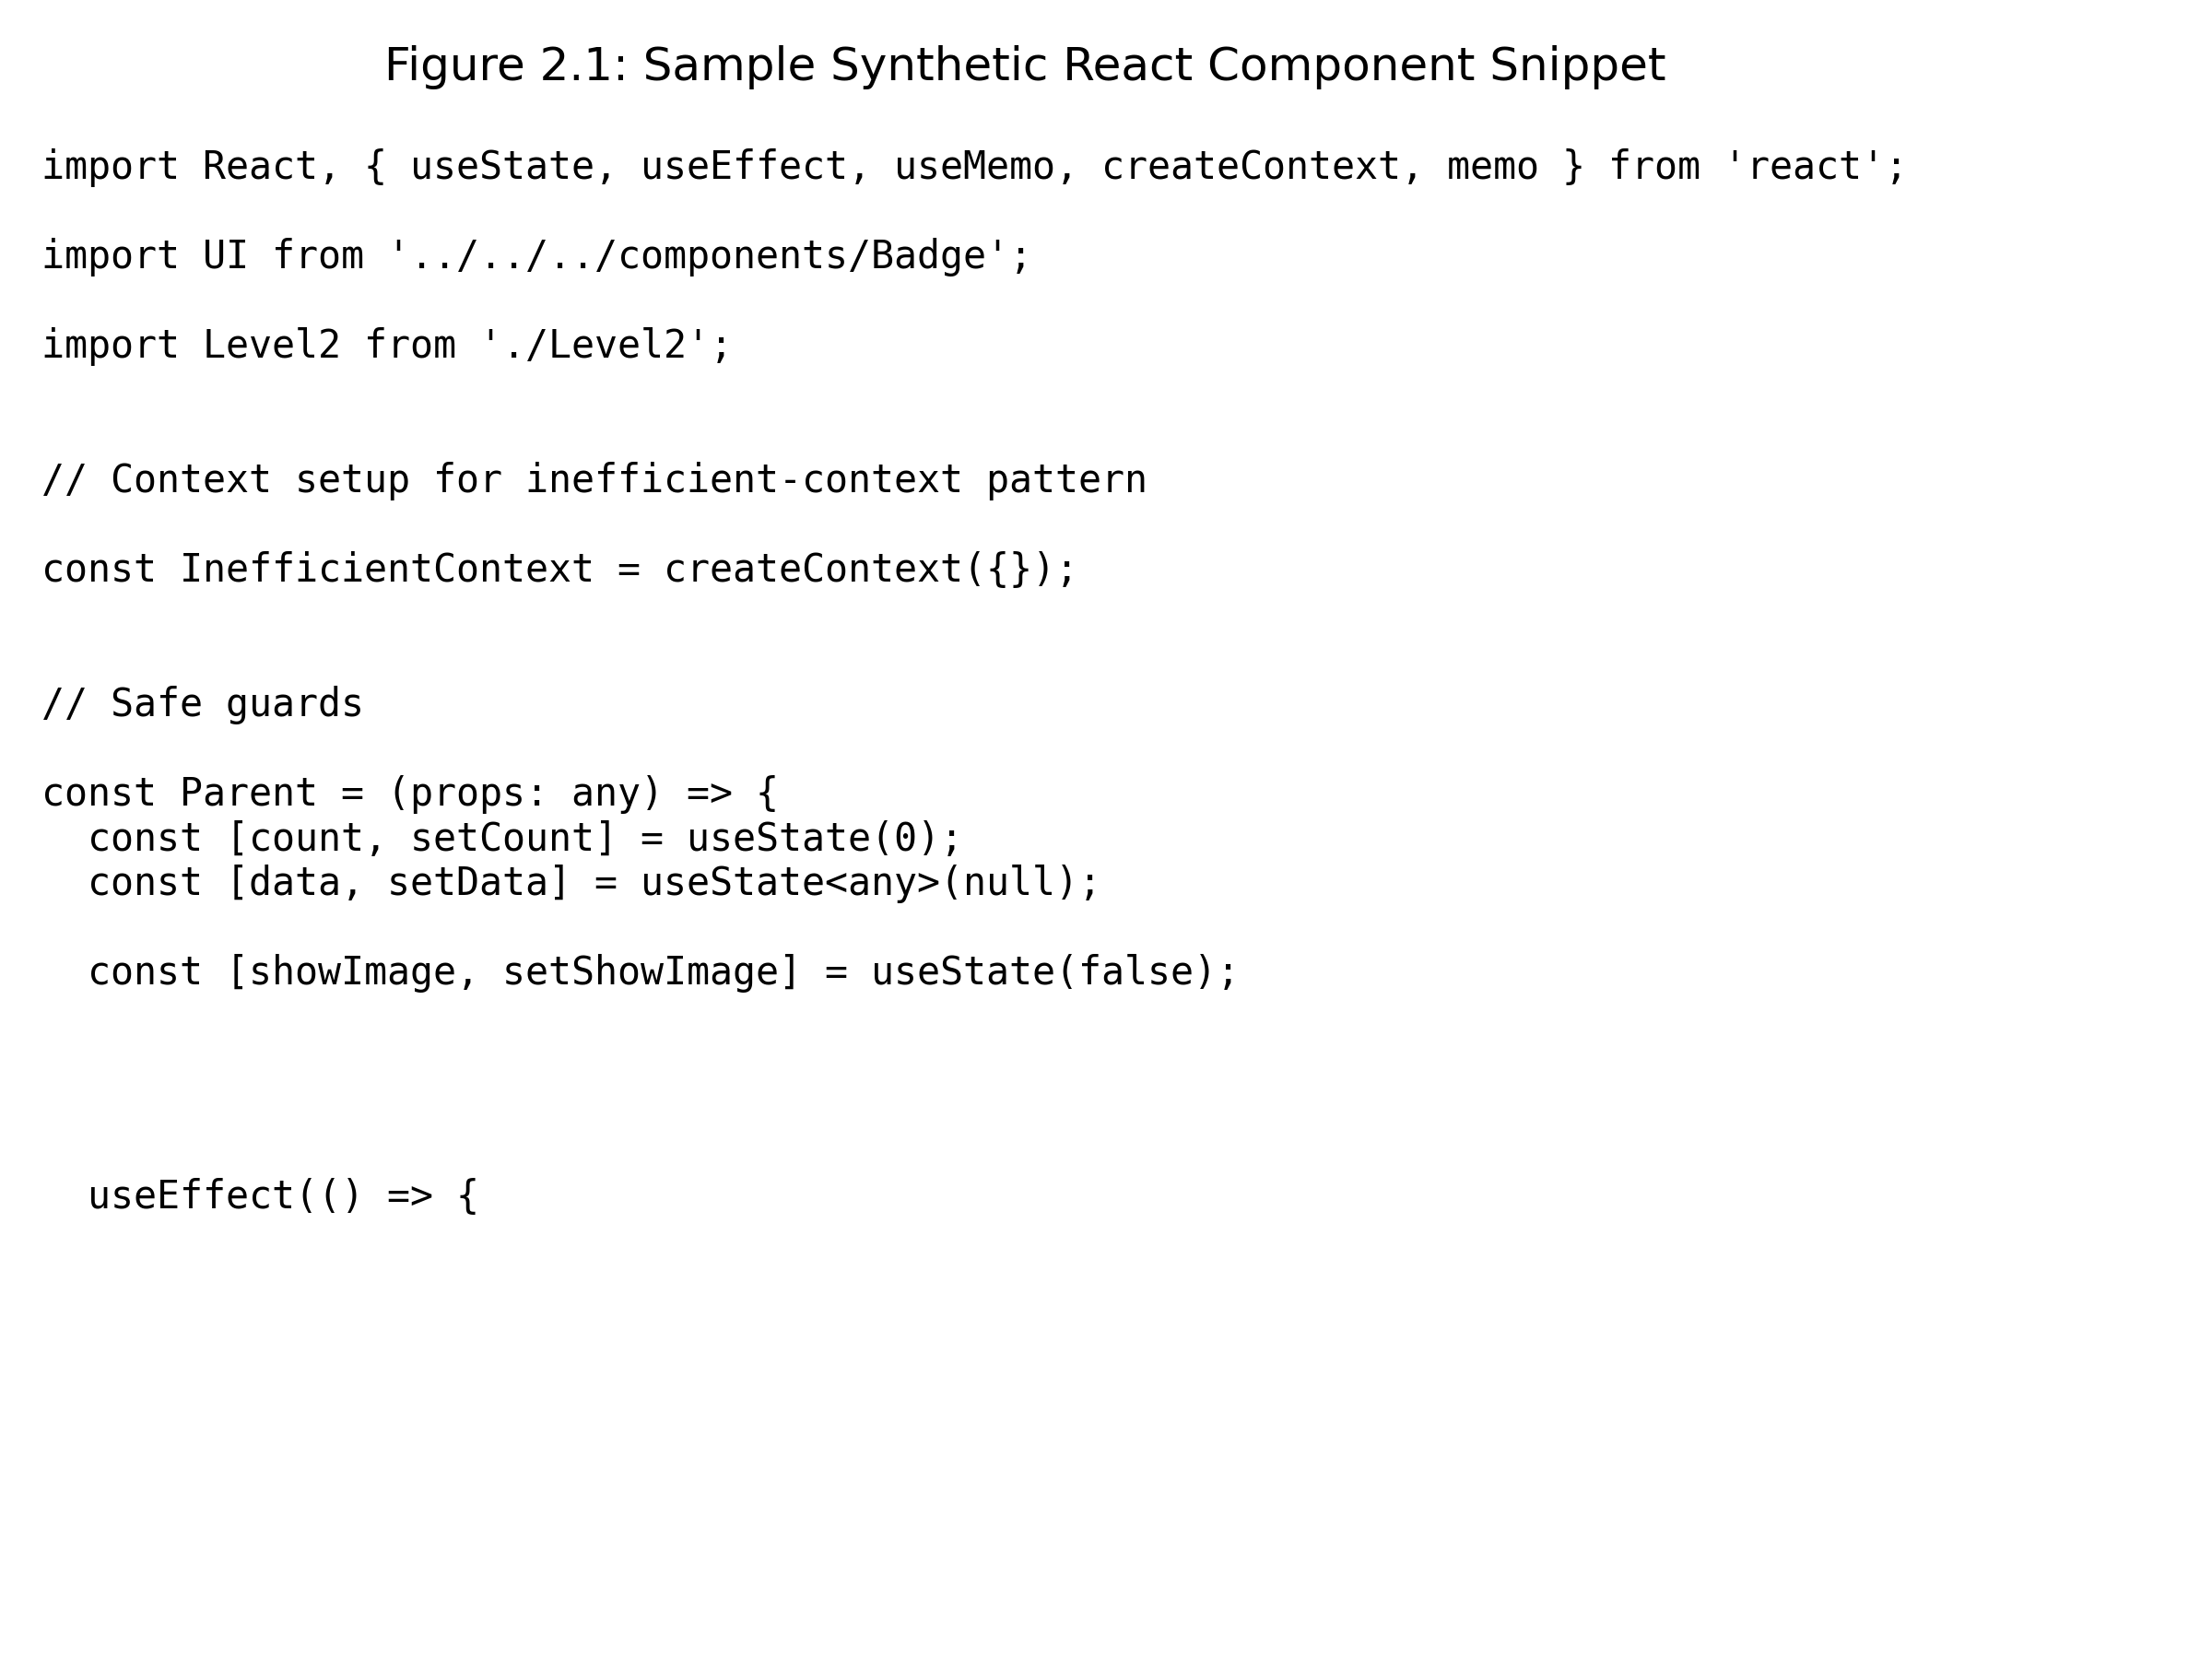 Figure 2.1: Sample Synthetic React Component Snippet
import React, { useState, useEffect, useMemo, createContext, memo } from 'react';
import UI from '../../../components/Badge';
import Level2 from './Level2';
// Context setup for inefficient-context pattern
const InefficientContext = createContext({});
// Safe guards
const Parent = (props: any) => {
  const [count, setCount] = useState(0);
  const [data, setData] = useState<any>(null);
  const [showImage, setShowImage] = useState(false);
  useEffect(() => {